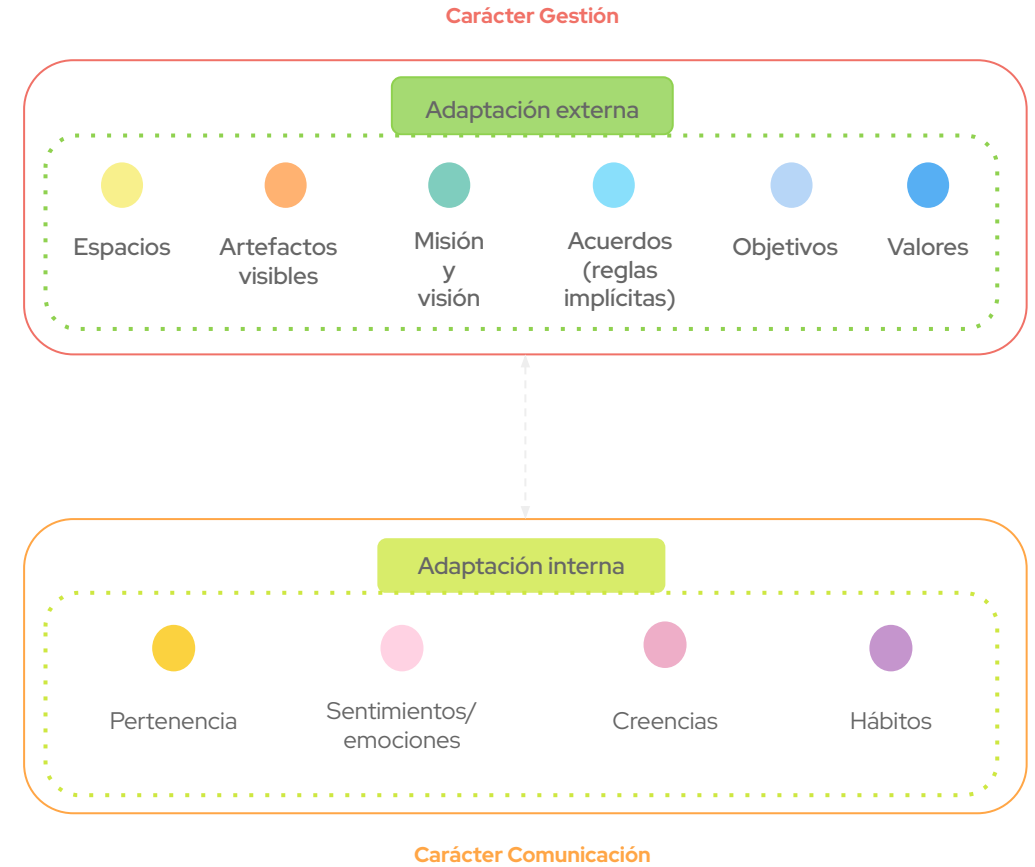 Carácter Gestión
Adaptación externa
Espacios
Artefactos
visibles
Misión
y
visión
Acuerdos
(reglas
implícitas)
Objetivos
Valores
Adaptación interna
Pertenencia
Sentimientos/
emociones
Creencias
Hábitos
Carácter Comunicación